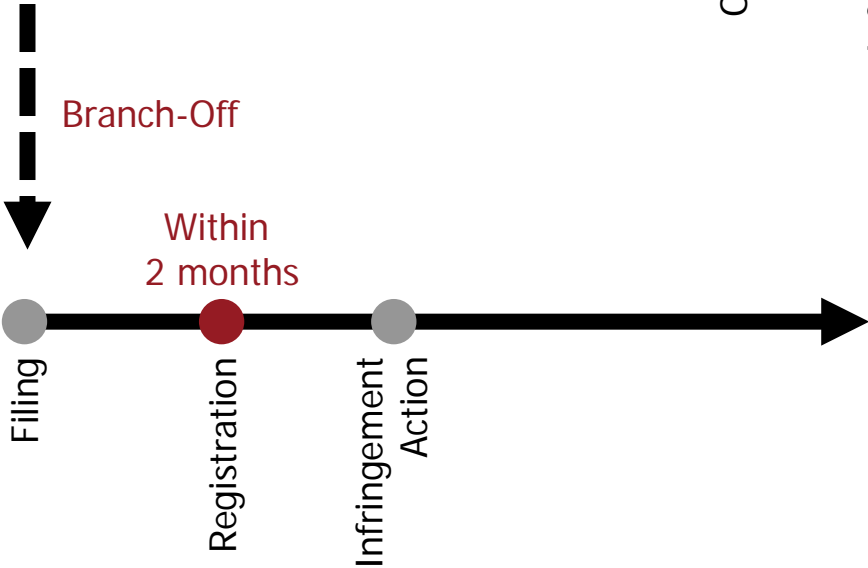 Branch-Off
Within
2 months
Filing
Registration
Infringement
Action